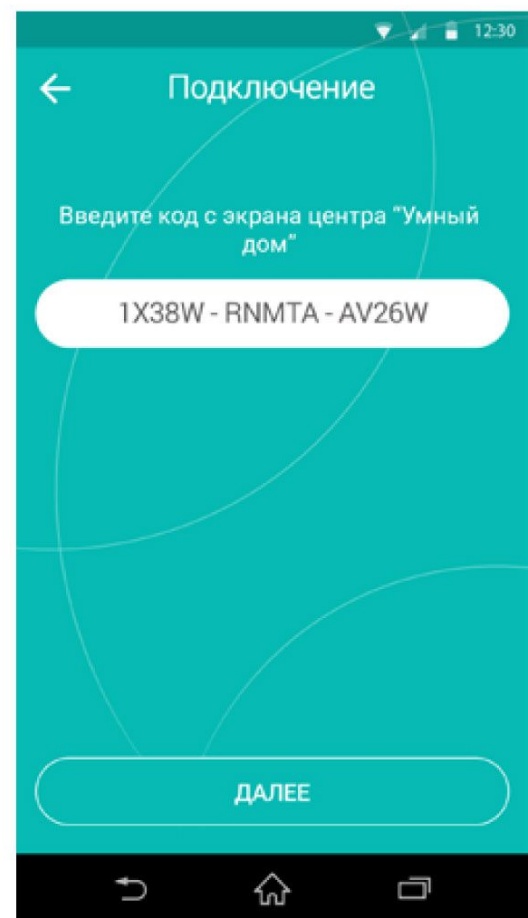 12:30
Подключение
Введите код с экрана центра "Умный
дом"
1X38W - RNMTA - AV26W
ДАЛЕЕ